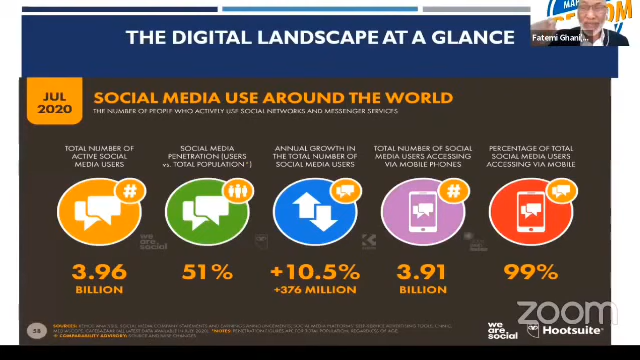 THE DIGITAL LANDSCAPE AT A GLANCE
Fatemi Ghani
JUL
2020
SOCIAL MEDIA USE AROUND THE WORLD
THE NUMBER OF PEOPLE WHO ACTIVELY USE SOCIAL NETWORKS AND MESSENGER SERVICES
TOTAL NUMBER OF
ACTIVE SOCIAL
MEDIA USERS
SOCIAL MEDIA
PENETRATION (USERS
vs. TOTAL POPULATION*)
ANNUAL GROWTH IN
THE TOTAL NUMBER OF
SOCIAL MEDIA USERS
TOTAL NUMBER OF SOCIAL
MEDIA USERS ACCESSING
VIA MOBILE PHONES
PERCENTAGE OF TOTAL
SOCIAL MEDIA USERS
ACCESSING VIA MOBILE
#
#
we
are
social
3.96
BILLION
51%
+10.5%
+376 MILLION
3.91
BILLION
99%
zoom
38
we
are
social
Hootsuite